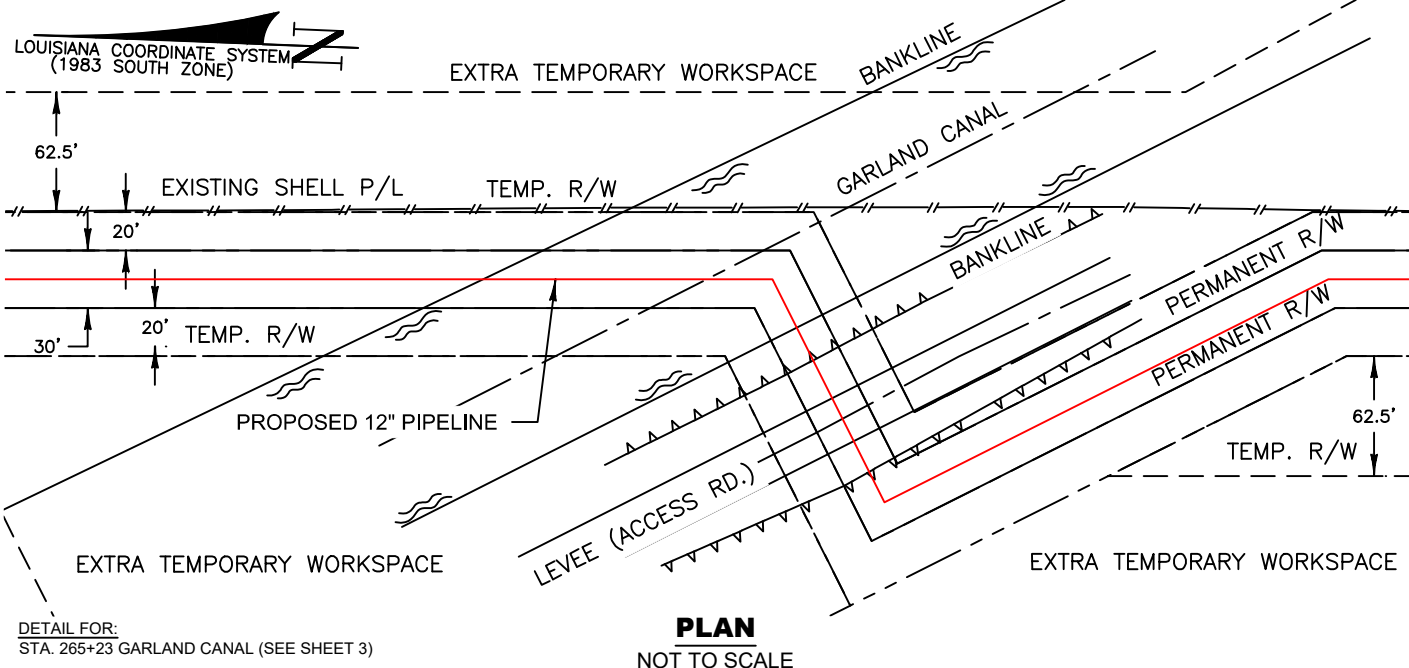 LOUISIANA COORDINATE SYSTEM
(1983 SOUTH ZONE)
EXTRA TEMPORARY WORKSPACE
BANKLINE
62.5'
GARLAND CANAL
EXISTING SHELL P/L
TEMP. R/W
20'
BANKLINE
PERMANENT R/W
20'
TEMP. R/W
30'
PERMANENT R/W
PROPOSED 12" PIPELINE
62.5'
TEMP. R/W
LEVEE (ACCESS RD.)
EXTRA TEMPORARY WORKSPACE
EXTRA TEMPORARY WORKSPACE
DETAIL FOR:
STA. 265+23 GARLAND CANAL (SEE SHEET 3)
PLAN
NOT TO SCALE